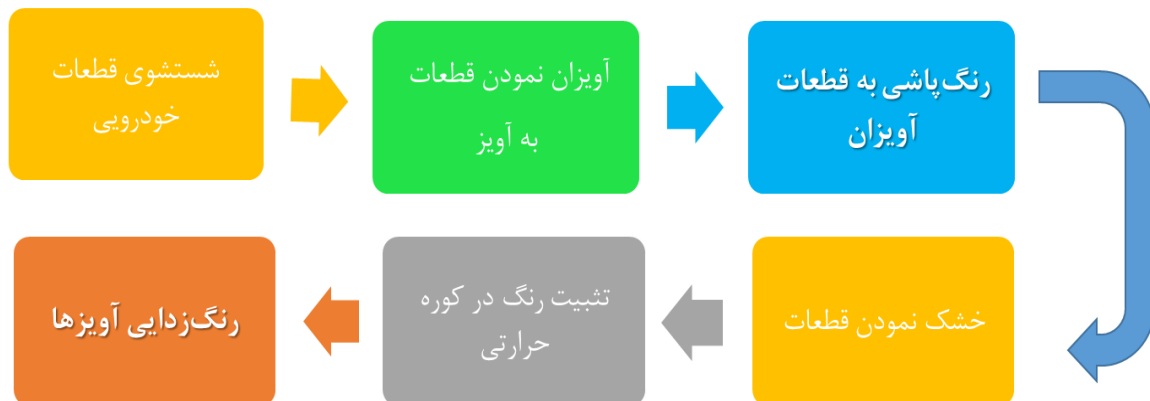 شستشوی قطعات
خودرویی
آویزان نمودن قطعات
به آویز
رنگ‌پاشی به قطعات
آویزان
خشک نمودن قطعات
تثبیت رنگ در کوره
حرارتی
رنگ‌زدایی آویزها